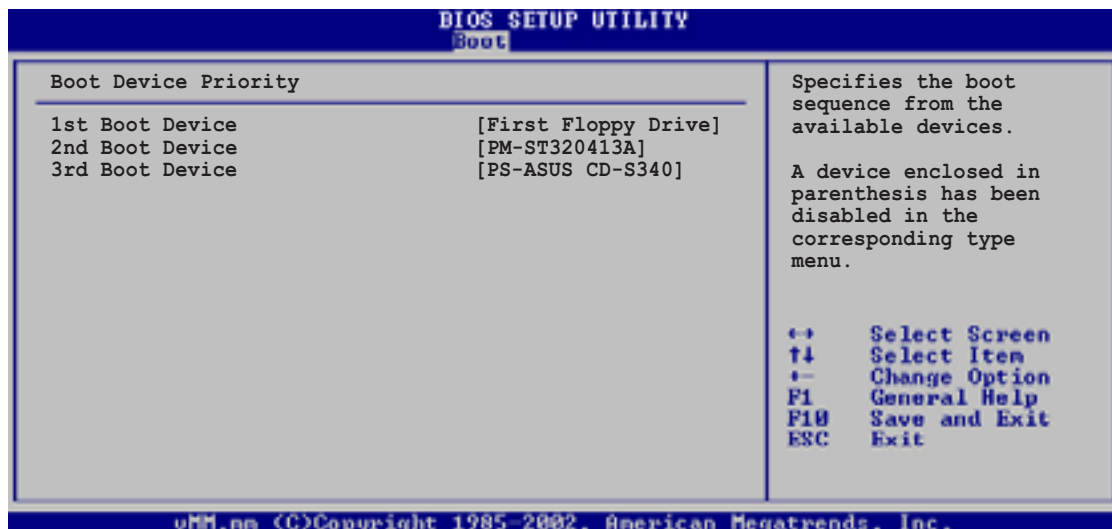 BIOS SETUP UTILITY
Boot
Boot Device Priority
1st Boot Device [First Floppy Drive]
2nd Boot Device [PM-ST320413A]
3rd Boot Device [PS-ASUS CD-S340]
Specifies the boot
sequence from the
available devices.
A device enclosed in
parenthesis has been
disabled in the
corresponding type
menu.
←→ Select Screen
↑↓ Select Item
+- Change Option
F1 General Help
F10 Save and Exit
ESC Exit
vMM.mm (C)Copyright 1985-2002, American Megatrends, Inc.